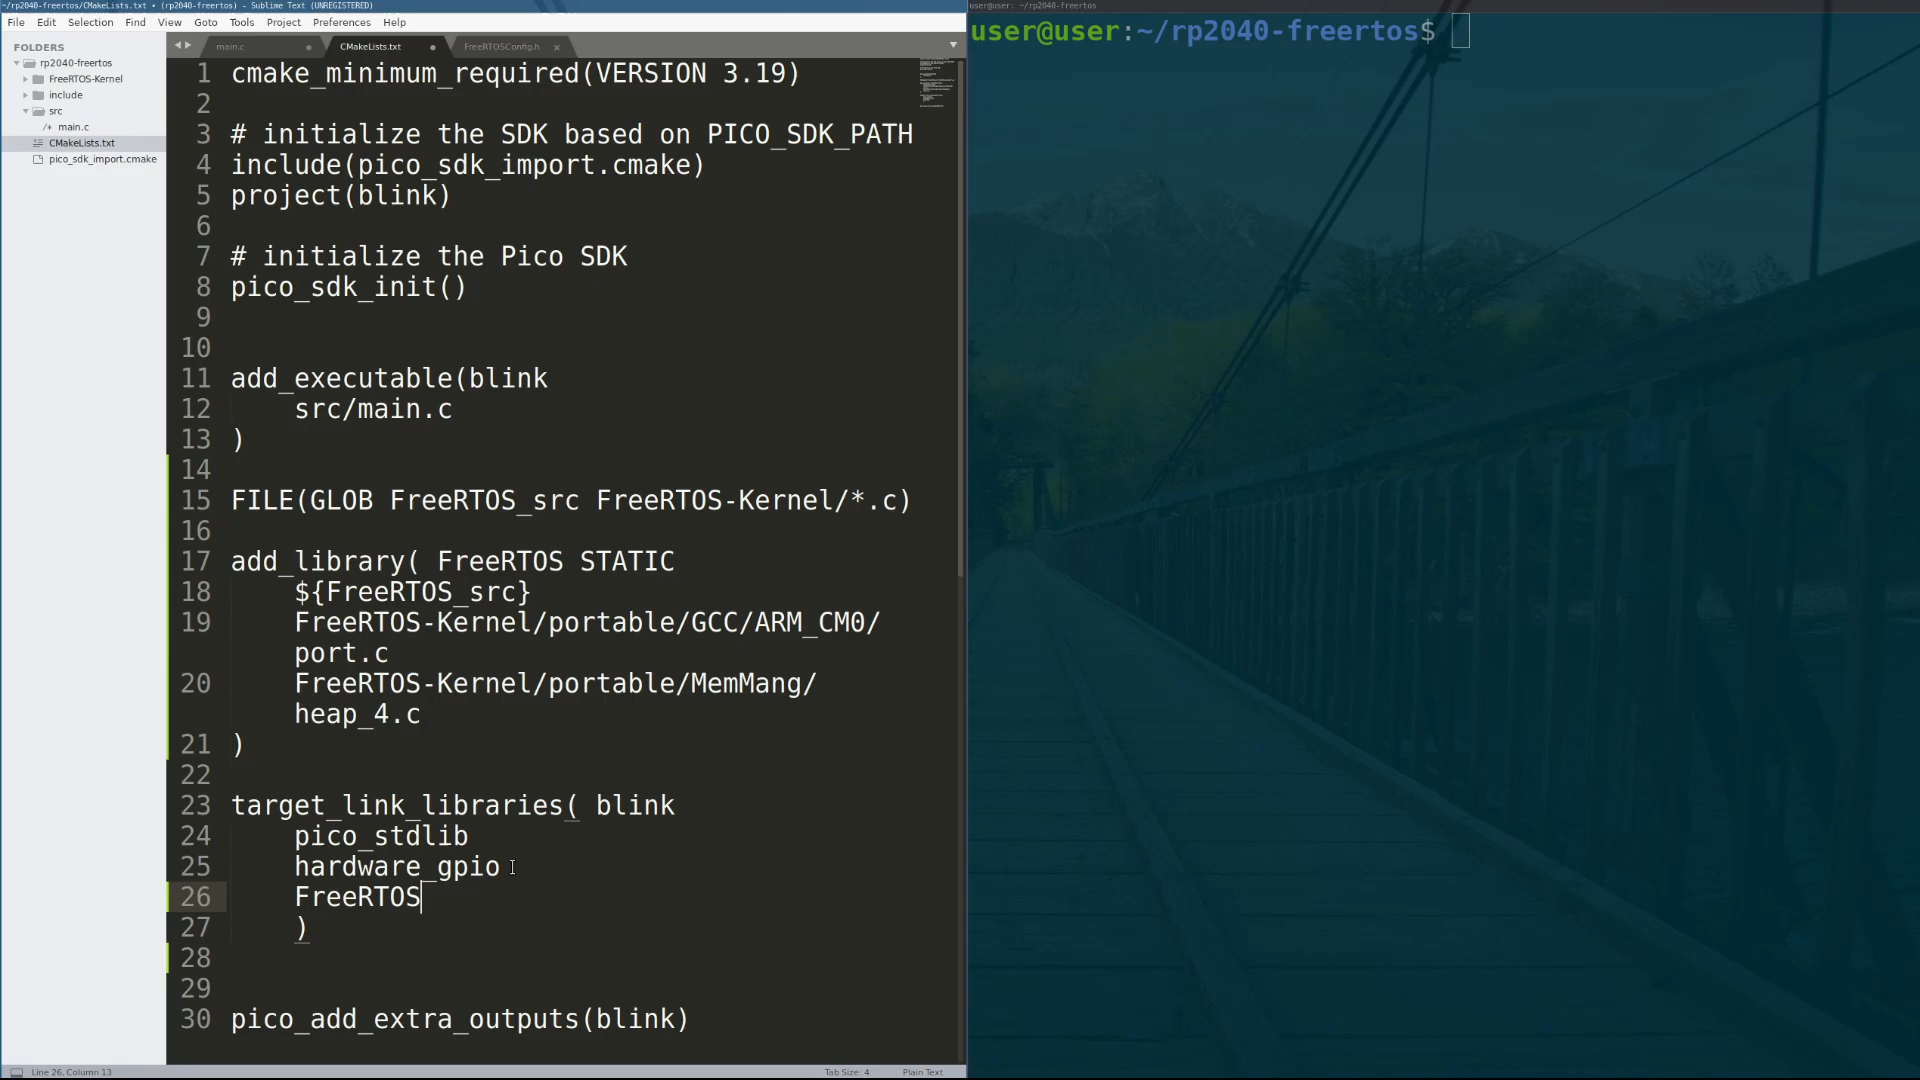 ~/rp2040-freertos/CMakeLists.txt • (rp2040-freertos) - Sublime Text (UNREGISTERED)
user@user: ~/rp2040-freertos
File Edit Selection Find View Goto Tools Project Preferences Help
FOLDERS
rp2040-freertos
FreeRTOS-Kernel
include
src
/* main.c
CMakeLists.txt
pico_sdk_import.cmake
main.c CMakeLists.txt FreeRTOSConfig.h
1 cmake_minimum_required(VERSION 3.19)
2
3 # initialize the SDK based on PICO_SDK_PATH
4 include(pico_sdk_import.cmake)
5 project(blink)
6
7 # initialize the Pico SDK
8 pico_sdk_init()
9
10
11 add_executable(blink
12 src/main.c
13 )
14
15 FILE(GLOB FreeRTOS_src FreeRTOS-Kernel/*.c)
16
17 add_library( FreeRTOS STATIC
18 ${FreeRTOS_src}
19 FreeRTOS-Kernel/portable/GCC/ARM_CM0/
port.c
20 FreeRTOS-Kernel/portable/MemMang/
heap_4.c
21 )
22
23 target_link_libraries( blink
24 pico_stdlib
25 hardware_gpio
26 FreeRTOS
27 )
28
29
30 pico_add_extra_outputs(blink)
Line 26, Column 13
Tab Size: 4
Plain Text
user@user:~/rp2040-freertos$